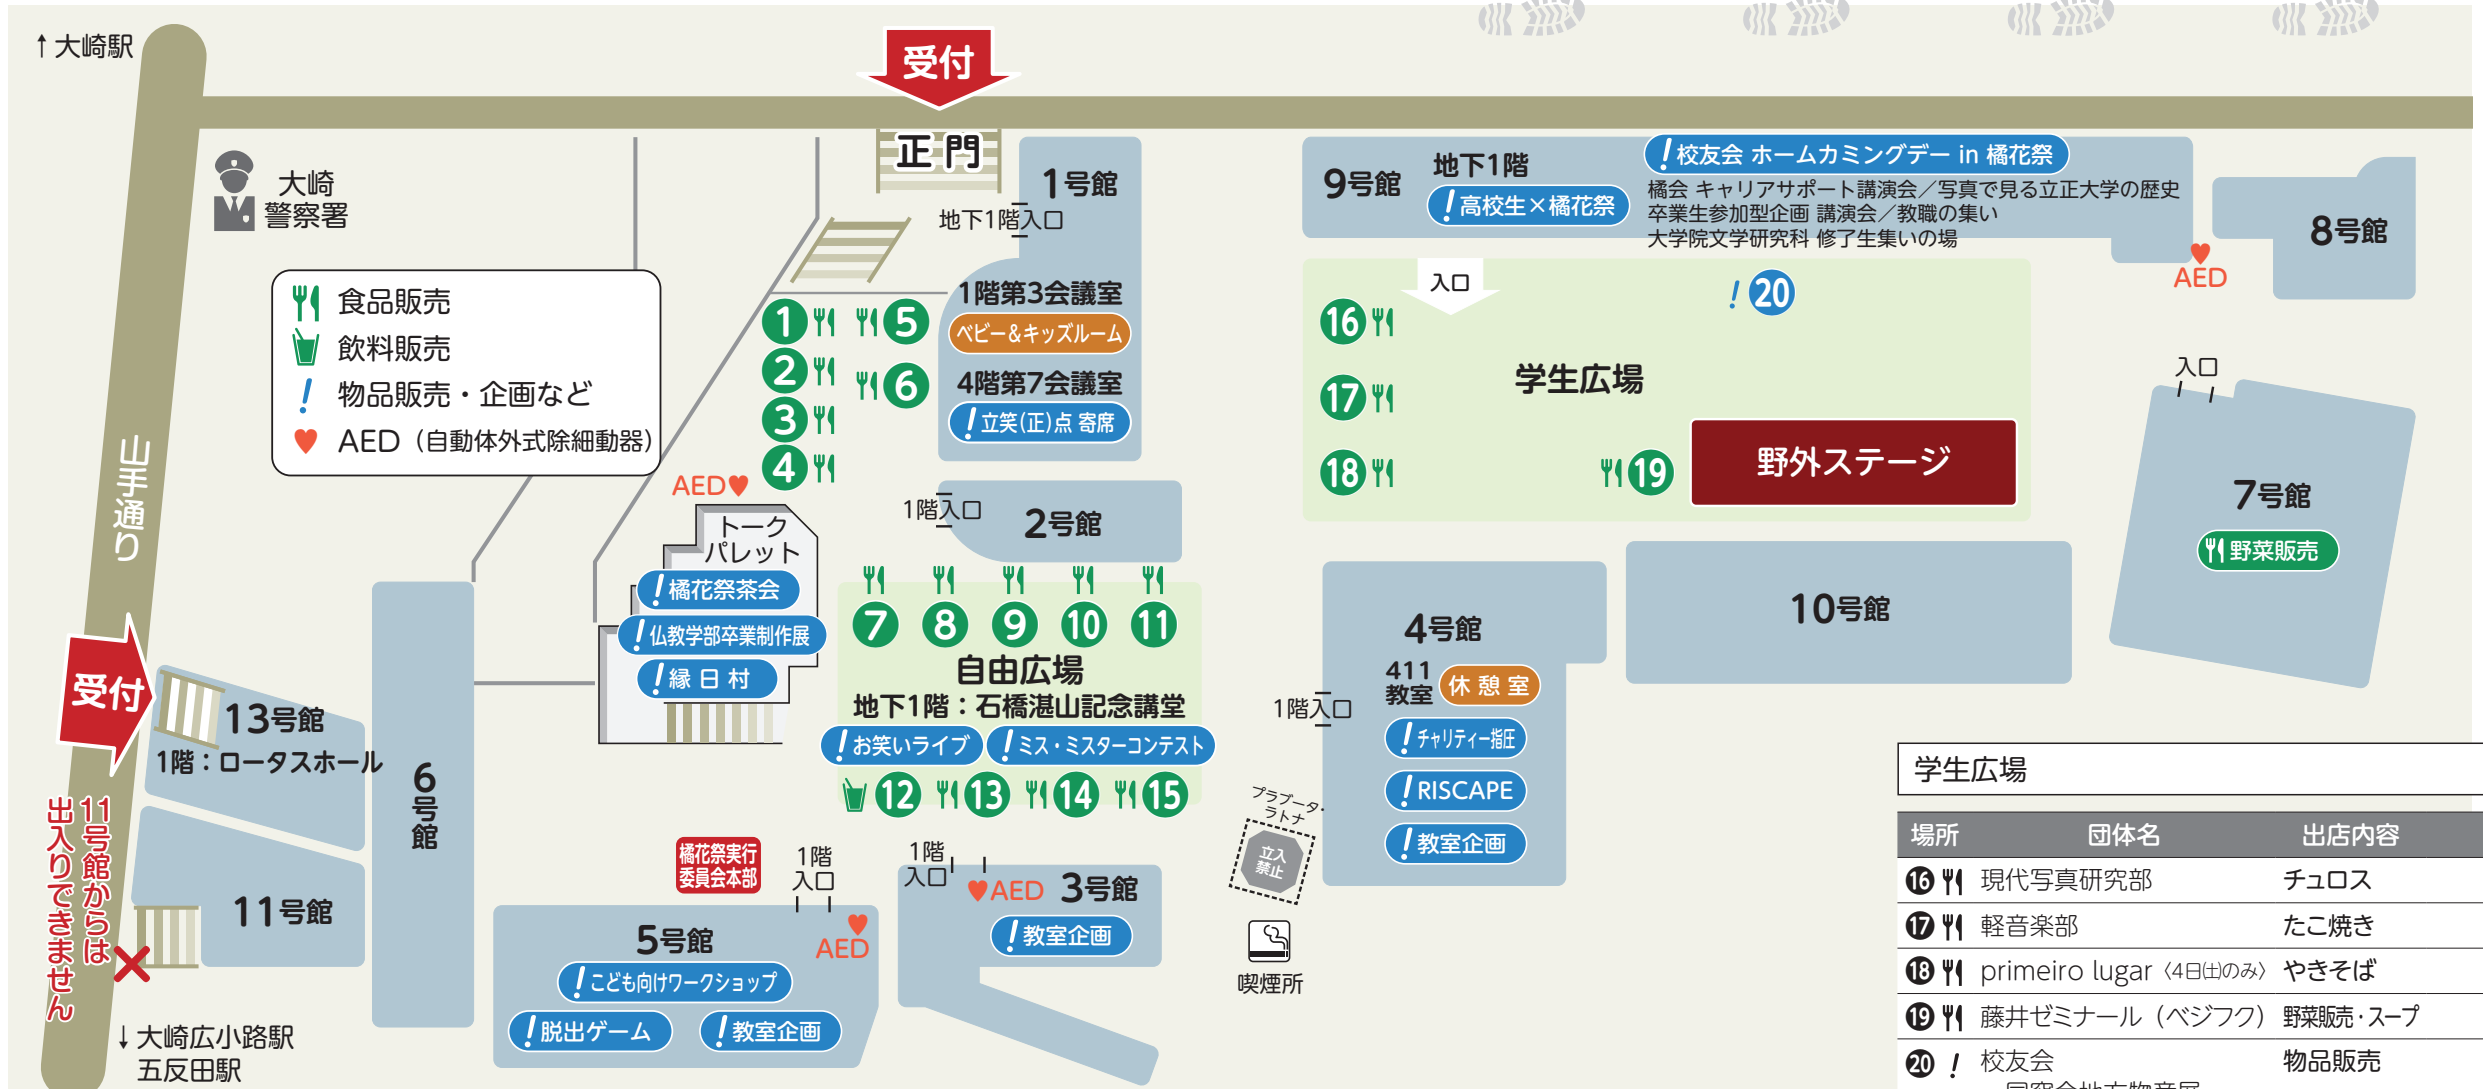 ↑大崎駅
受付
正門
大崎
警察署
食品販売
飲料販売
! 物品販売・企画など
AED（自動体外式除細動器）
山手通り
1号館
地下1階入口
1階第3会議室
ベビー&キッズルーム
4階第7会議室
!立笑(正)点 寄席
1
2
3
4
5
6
AED
1階入口
2号館
トーク
パレット
!橘花祭茶会
!仏教学部卒業制作展
!縁日村
7 8 9 10 11
自由広場
地下1階：石橋湛山記念講堂
!お笑いライブ
!ミス・ミスターコンテスト
12 13 14 15
9号館
地下1階
!高校生×橘花祭
!校友会 ホームカミングデー in 橘花祭
橘会 キャリアサポート講演会／写真で見る立正大学の歴史
卒業生参加型企画 講演会／教職の集い
大学院文学研究科 修了生集いの場
AED
8号館
入口
! 20
16
17
18
19
学生広場
野外ステージ
入口
7号館
野菜販売
10号館
4号館
411
教室
休憩室
1階入口
!チャリティー指圧
!RISCAPE
!教室企画
プラブータ・
ラトナ
立入
禁止
喫煙所
受付
13号館
1階：ロータスホール
6号館
11号館
11号館からは
出入りできません
↓大崎広小路駅
五反田駅
橘花祭実行
委員会本部
1階
入口
5号館
AED
!こども向けワークショップ
!脱出ゲーム
!教室企画
1階
入口
AED
3号館
!教室企画
学生広場
場所 団体名 出店内容
16 現代写真研究部 チュロス
17 軽音楽部 たこ焼き
18 primeiro lugar〈4日(土)のみ〉 やきそば
19 藤井ゼミナール（ベジフク） 野菜販売・スープ
20 ! 校友会 物品販売